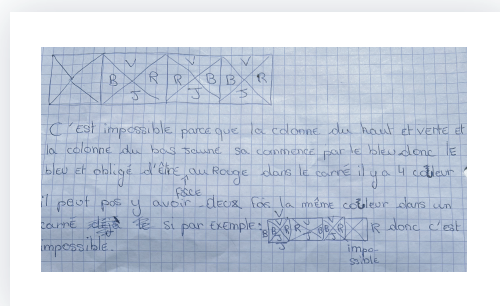 V V V
B R R B B R
J J J
C'est impossible parce que la colonne du haut et verte et
la colonne du bas jaune sa commence par le bleu donc le
bleu et obligé d'être au Rouge dans le carré il y a 4 couleur
face
il peut pas y avoir deux fois la même couleur dans un
carré si par exemple: B B R R B B R R donc c'est
V
J J J
impo-
ssible
impossible.